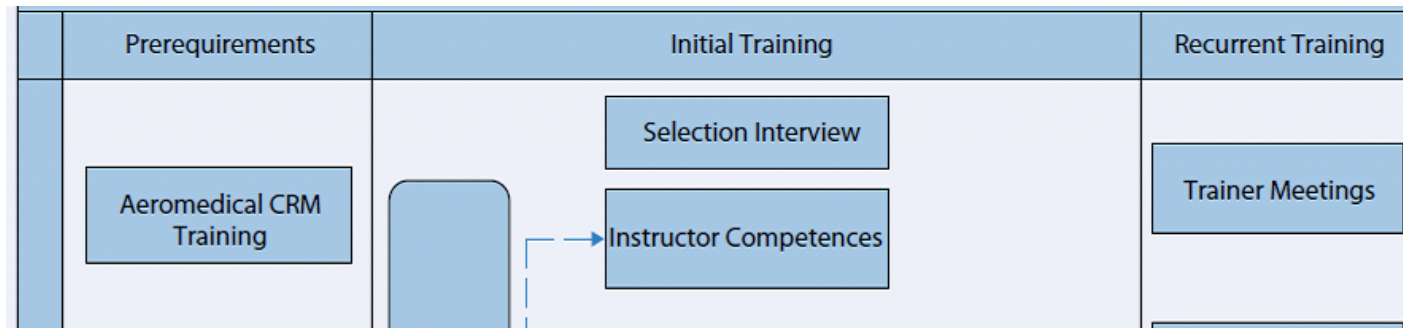 Prerequirements
Initial Training
Recurrent Training
Selection Interview
Aeromedical CRM
Training
Instructor Competences
Trainer Meetings